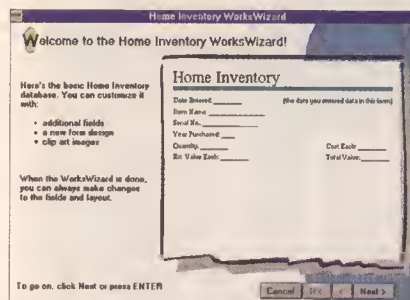 Home Inventory WorksWizard
Welcome to the Home Inventory WorksWizard!
Here's the basic Home Inventory
database. You can customize it
with:
• additional fields
• a new form design
• clip art images
When the WorksWizard is done,
you can always make changes
to the fields and layout.
Home Inventory
Date Entered: (the date you entered data in this form)
Item Name:
Serial No.:
Year Purchased:
Quantity: Cost Each:
Est. Value Each: Total Value:
To go on, click Next or press ENTER
Cancel < Next >